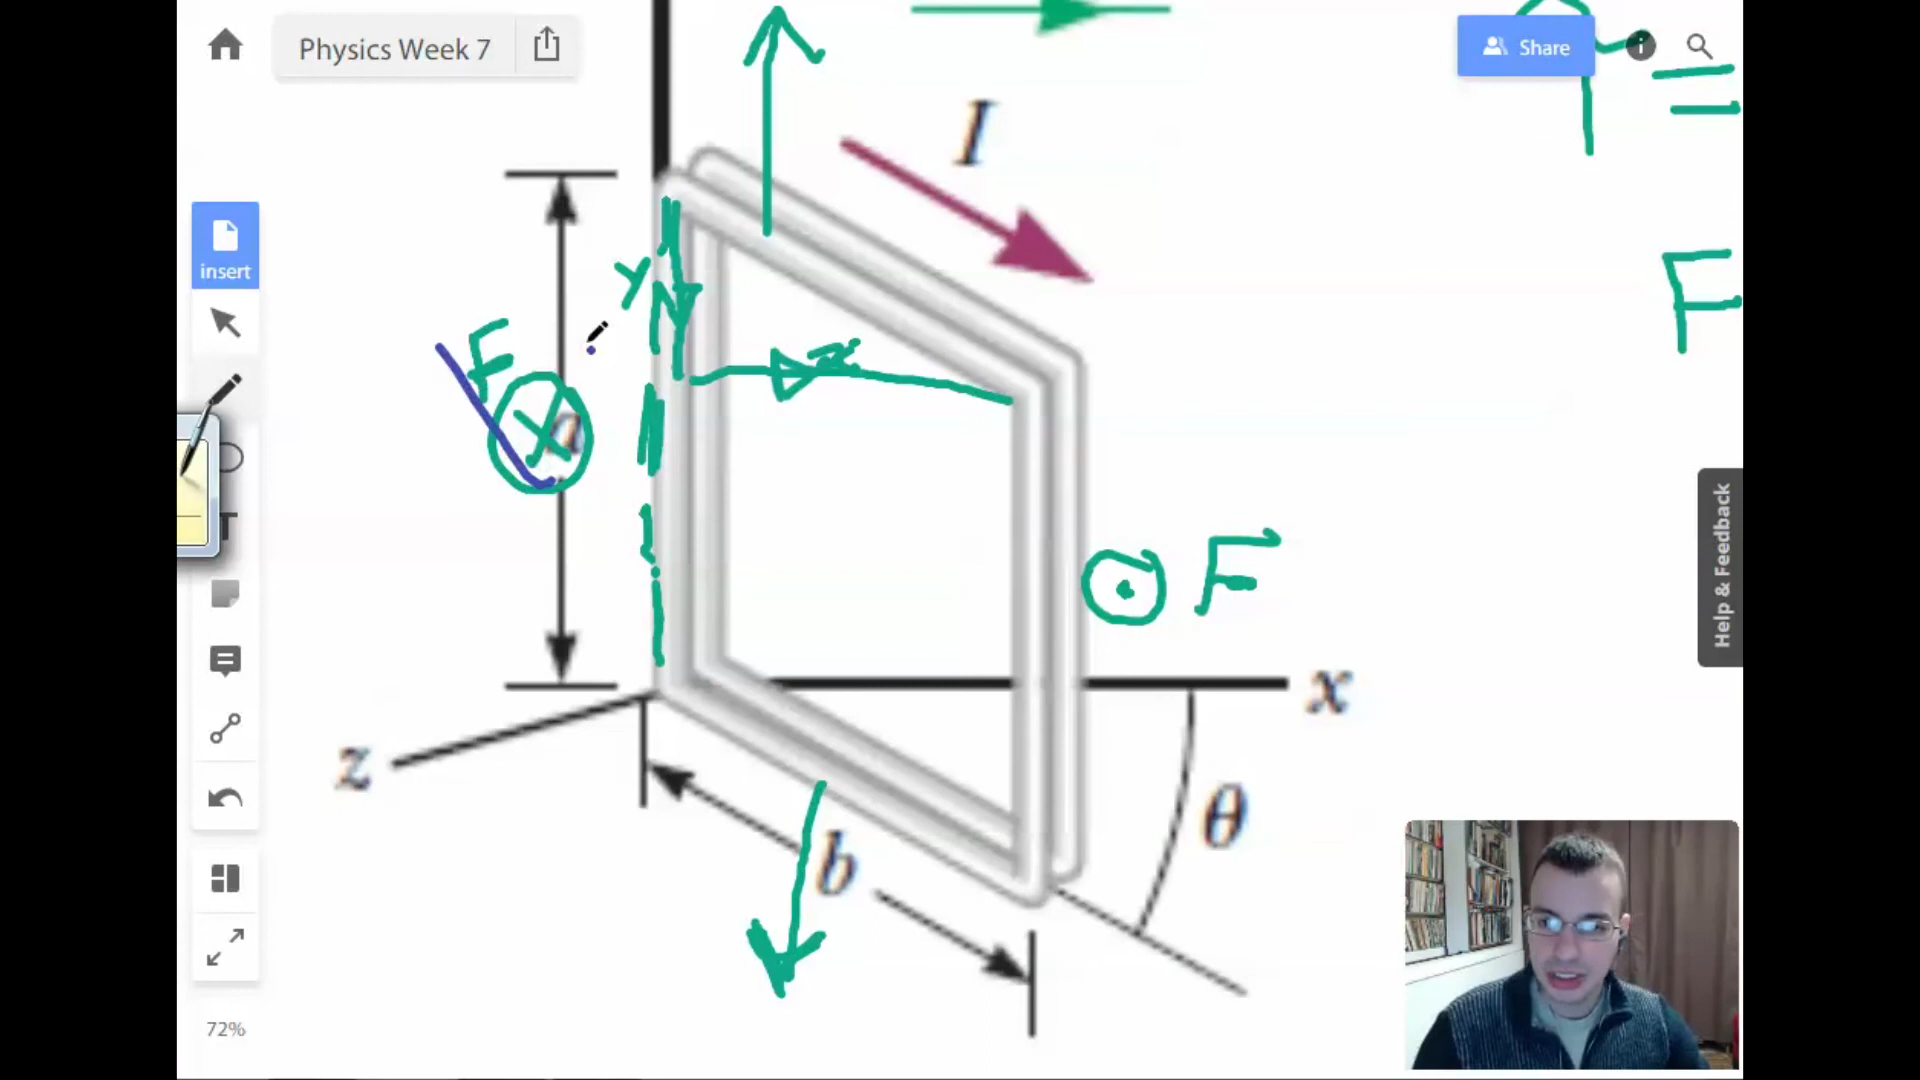 Physics Week 7
Share
I
insert
y
F
r
a
F
x
z
θ
b
72%
Help & Feedback
F
=